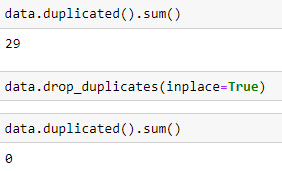 data.duplicated().sum()
29
data.drop_duplicates(inplace=True)
data.duplicated().sum()
0